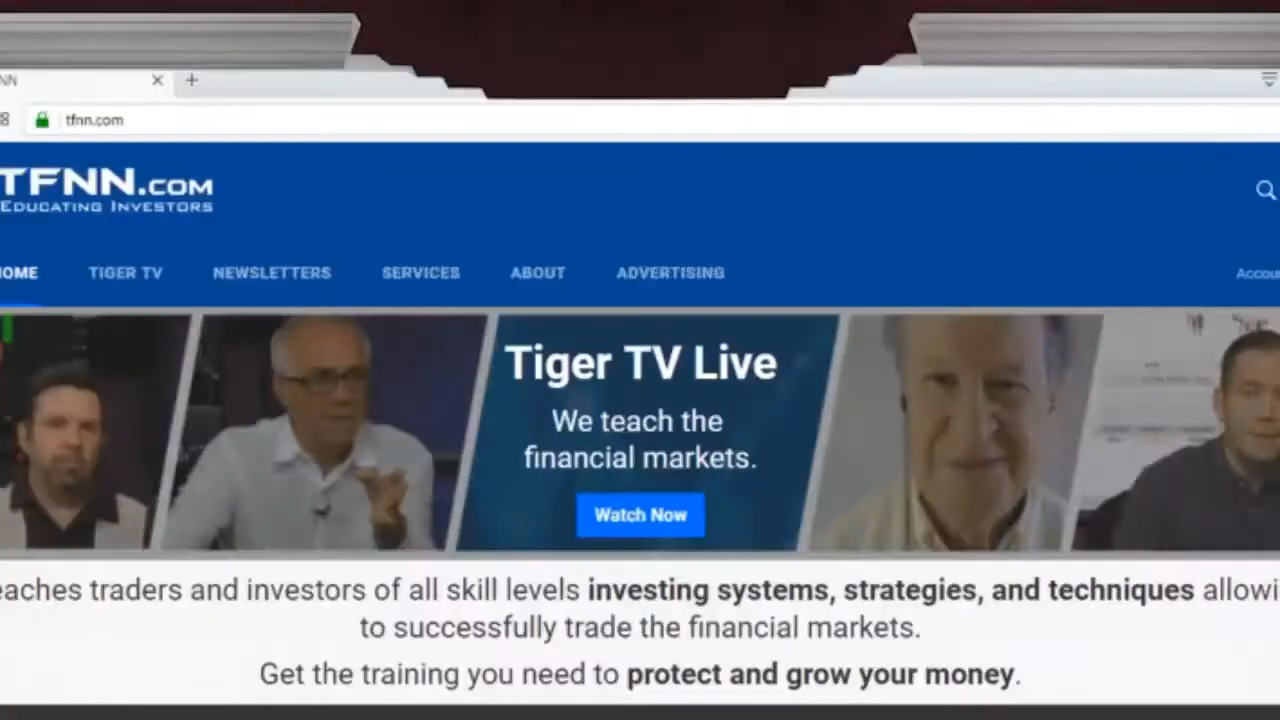 NN
tfnn.com
TFNN.COM
EDUCATING INVESTORS
HOME TIGER TV NEWSLETTERS SERVICES ABOUT ADVERTISING
Tiger TV Live
We teach the
financial markets.
Watch Now
eaches traders and investors of all skill levels investing systems, strategies, and techniques allowi
to successfully trade the financial markets.
Get the training you need to protect and grow your money.